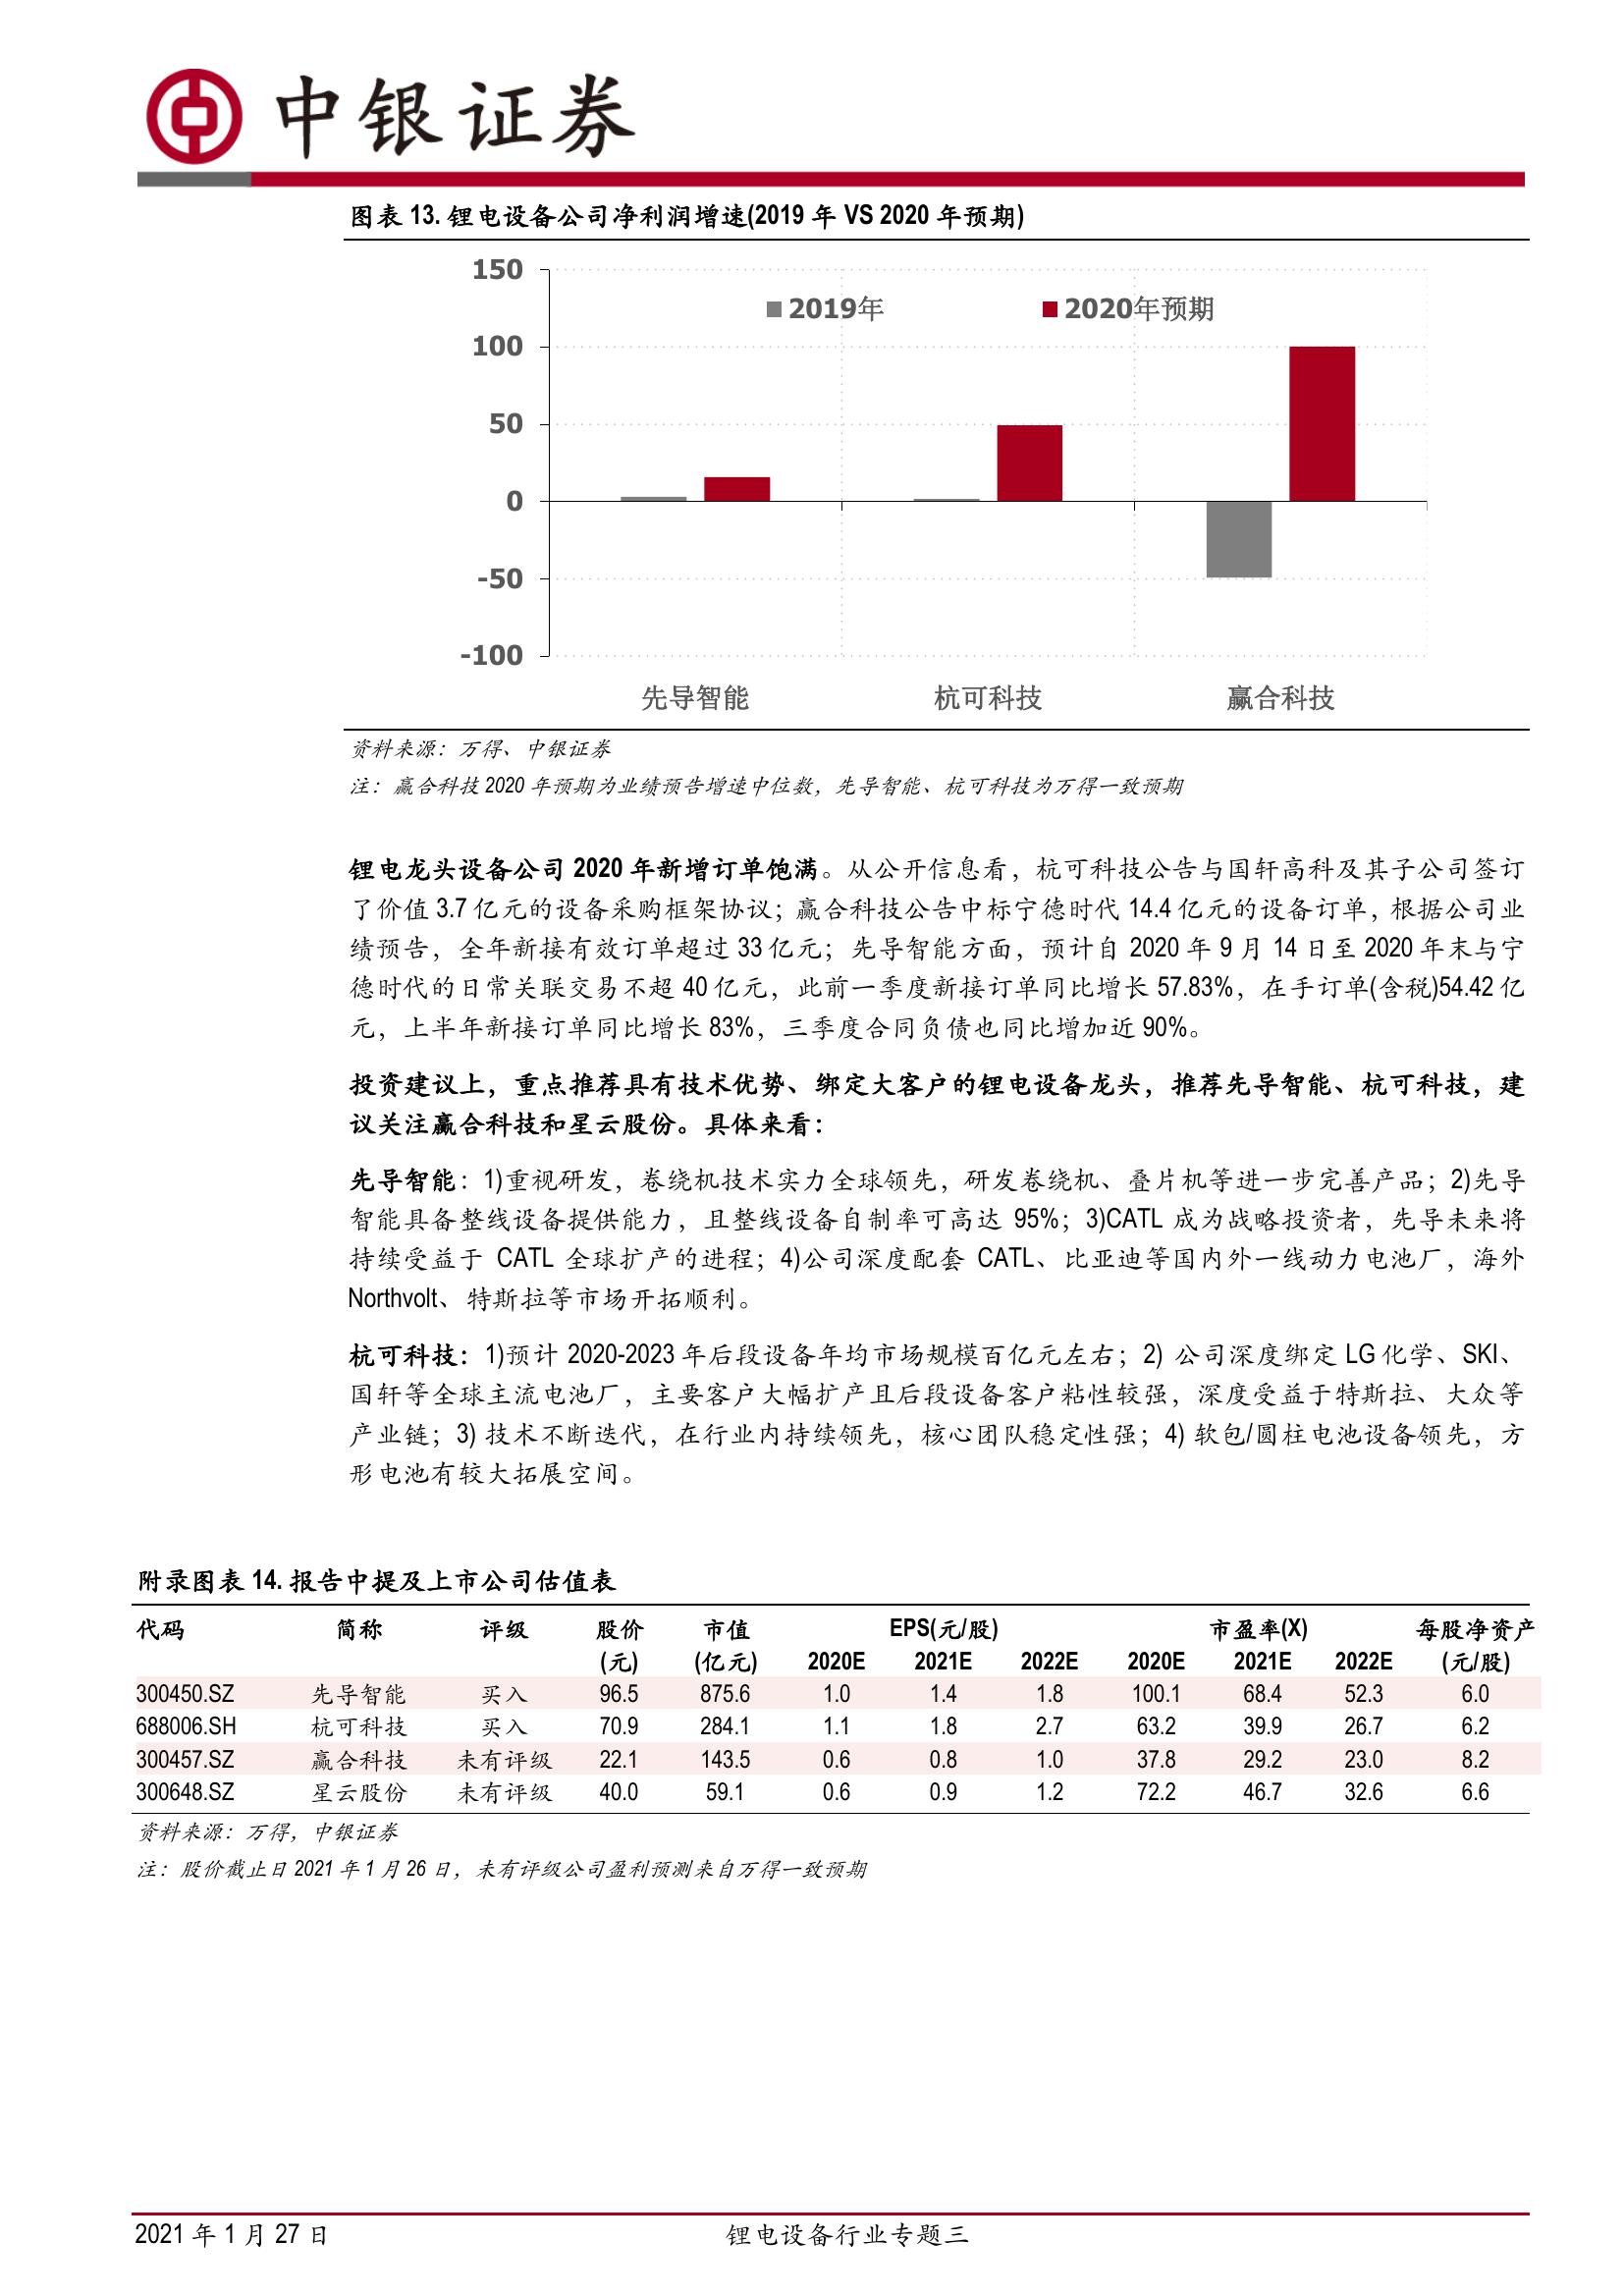 中银证券
图表 13. 锂电设备公司净利润增速(2019 年 VS 2020 年预期)
150
2019年 2020年预期
100
50
0
-50
-100
先导智能 杭可科技 赢合科技
资料来源：万得、中银证券
注：赢合科技 2020 年预期为业绩预告增速中位数，先导智能、杭可科技为万得一致预期
锂电龙头设备公司 2020 年新增订单饱满。从公开信息看，杭可科技公告与国轩高科及其子公司签订
了价值 3.7 亿元的设备采购框架协议；赢合科技公告中标宁德时代 14.4 亿元的设备订单，根据公司业
绩预告，全年新接有效订单超过 33 亿元；先导智能方面，预计自 2020 年 9 月 14 日至 2020 年末与宁
德时代的日常关联交易不超 40 亿元，此前一季度新接订单同比增长 57.83%，在手订单(含税)54.42 亿
元，上半年新接订单同比增长 83%，三季度合同负债也同比增加近 90%。
投资建议上，重点推荐具有技术优势、绑定大客户的锂电设备龙头，推荐先导智能、杭可科技，建
议关注赢合科技和星云股份。具体来看：
先导智能：1)重视研发，卷绕机技术实力全球领先，研发卷绕机、叠片机等进一步完善产品；2)先导
智能具备整线设备提供能力，且整线设备自制率可高达 95%；3)CATL 成为战略投资者，先导未来将
持续受益于 CATL 全球扩产的进程；4)公司深度配套 CATL、比亚迪等国内外一线动力电池厂，海外
Northvolt、特斯拉等市场开拓顺利。
杭可科技：1)预计 2020-2023 年后段设备年均市场规模百亿元左右；2) 公司深度绑定 LG 化学、SKI、
国轩等全球主流电池厂，主要客户大幅扩产且后段设备客户粘性较强，深度受益于特斯拉、大众等
产业链；3) 技术不断迭代，在行业内持续领先，核心团队稳定性强；4) 软包/圆柱电池设备领先，方
形电池有较大拓展空间。
附录图表 14. 报告中提及上市公司估值表
代码 简称 评级 股价 市值 EPS(元/股) 市盈率(X) 每股净资产
(元) (亿元) 2020E 2021E 2022E 2020E 2021E 2022E (元/股)
300450.SZ 先导智能 买入 96.5 875.6 1.0 1.4 1.8 100.1 68.4 52.3 6.0
688006.SH 杭可科技 买入 70.9 284.1 1.1 1.8 2.7 63.2 39.9 26.7 6.2
300457.SZ 赢合科技 未有评级 22.1 143.5 0.6 0.8 1.0 37.8 29.2 23.0 8.2
300648.SZ 星云股份 未有评级 40.0 59.1 0.6 0.9 1.2 72.2 46.7 32.6 6.6
资料来源：万得，中银证券
注：股价截止日 2021 年 1 月 26 日，未有评级公司盈利预测来自万得一致预期
2021 年 1 月 27 日 锂电设备行业专题三